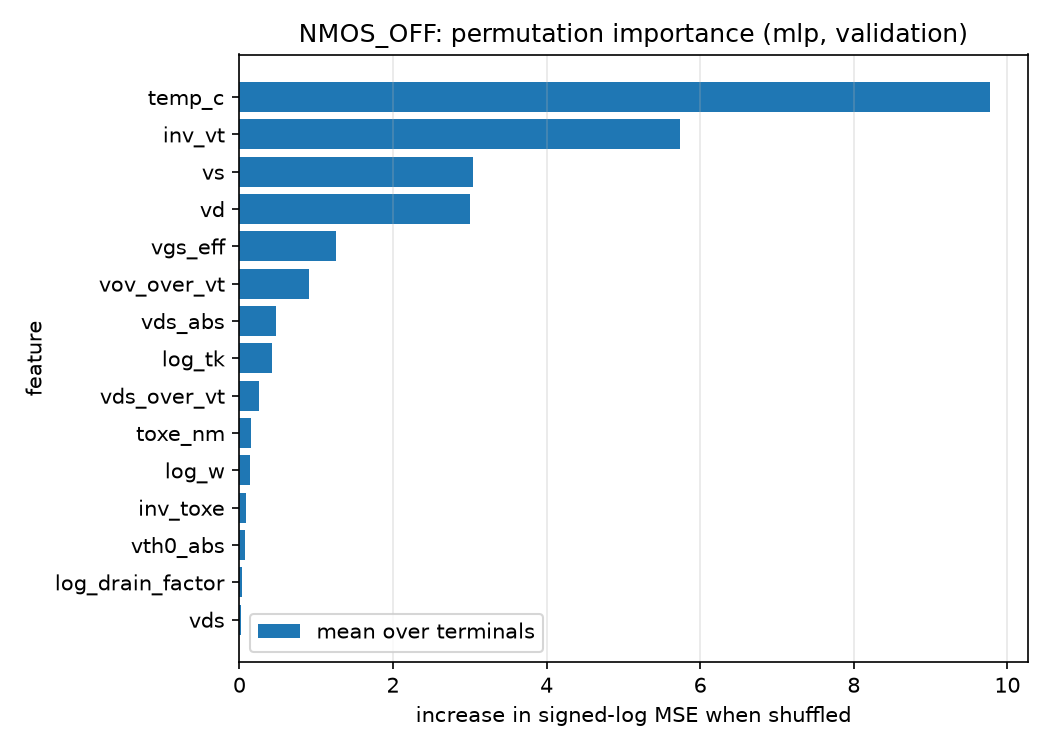 NMOS_OFF: permutation importance (mlp, validation)
temp_c
inv_vt
vs
vd
vgs_eff
vov_over_vt
vds_abs
log_tk
vds_over_vt
toxe_nm
log_w
inv_toxe
vth0_abs
log_drain_factor
vds
feature
mean over terminals
0 2 4 6 8 10
increase in signed-log MSE when shuffled